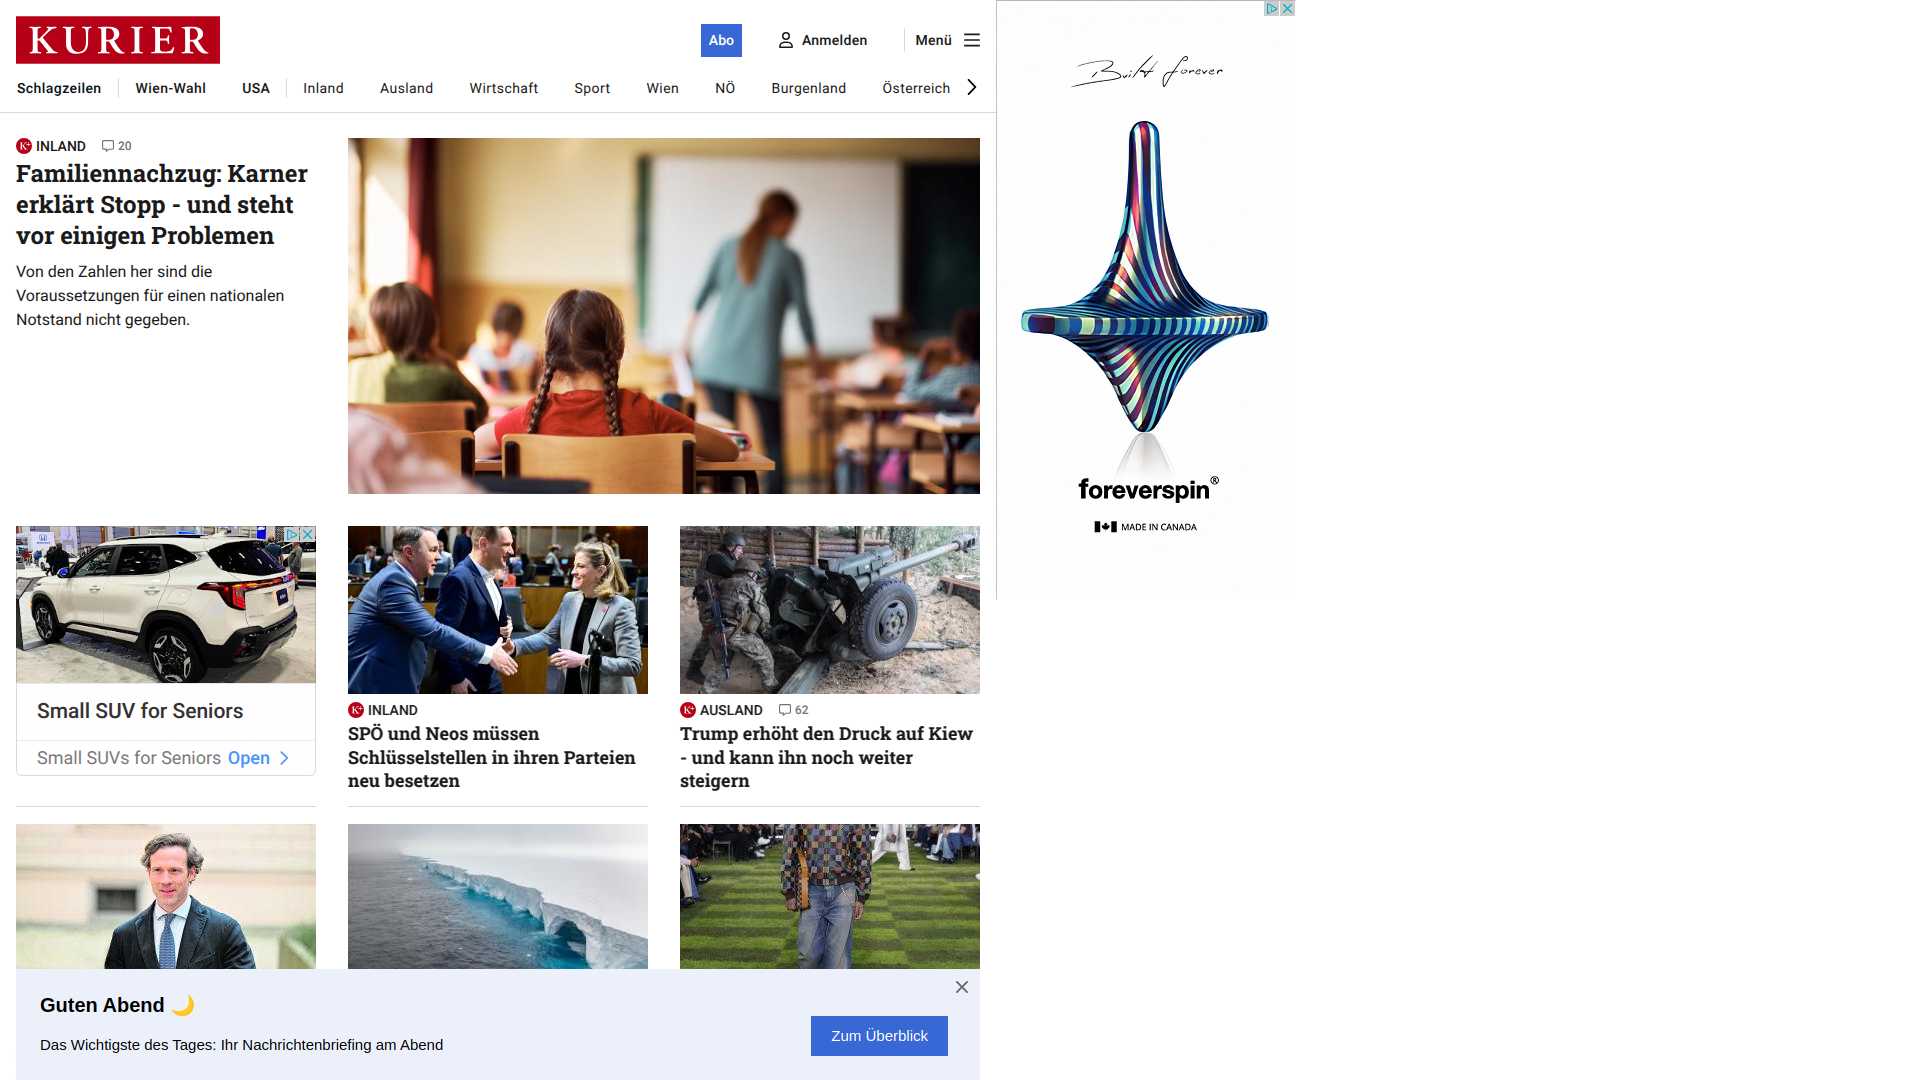 KURIER
Abo
Anmelden
Menü
Schlagzeilen
Wien-Wahl
USA
Inland
Ausland
Wirtschaft
Sport
Wien
NÖ
Burgenland
Österreich
INLAND
20
Familiennachzug: Karner
erklärt Stopp - und steht
vor einigen Problemen
Von den Zahlen her sind die
Voraussetzungen für einen nationalen
Notstand nicht gegeben.
Built forever
foreverspin®
MADE IN CANADA
Small SUV for Seniors
Small SUVs for Seniors
Open
INLAND
SPÖ und Neos müssen
Schlüsselstellen in ihren Parteien
neu besetzen
AUSLAND
62
Trump erhöht den Druck auf Kiew
- und kann ihn noch weiter
steigern
Guten Abend 🌙
Das Wichtigste des Tages: Ihr Nachrichtenbriefing am Abend
Zum Überblick